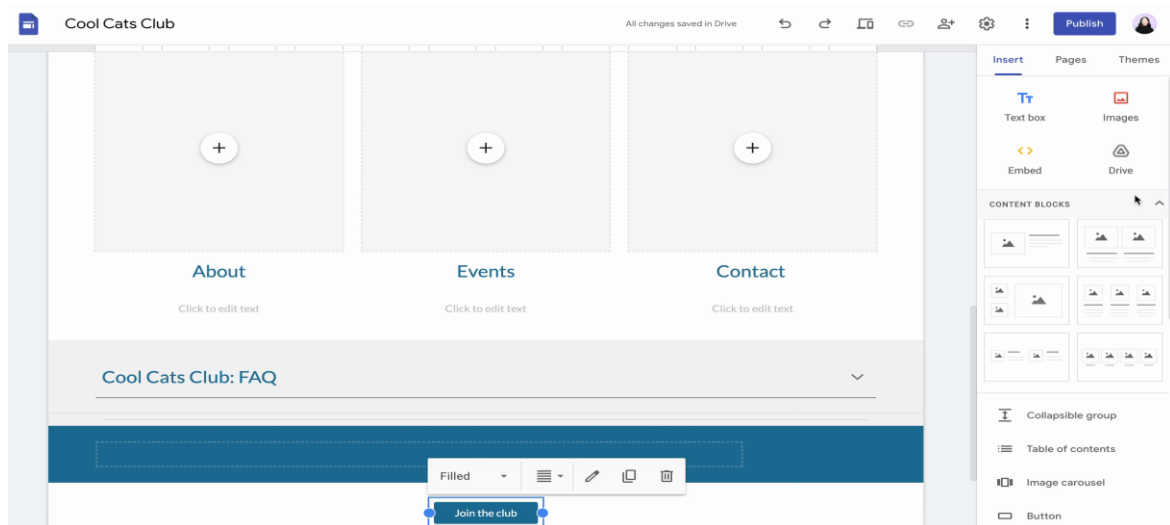 Cool Cats Club
All changes saved in Drive
Publish
Insert Pages Themes
Text box Images
Embed Drive
CONTENT BLOCKS
About Events Contact
Click to edit text Click to edit text Click to edit text
Cool Cats Club: FAQ
Filled
Join the club
Collapsible group
Table of contents
Image carousel
Button